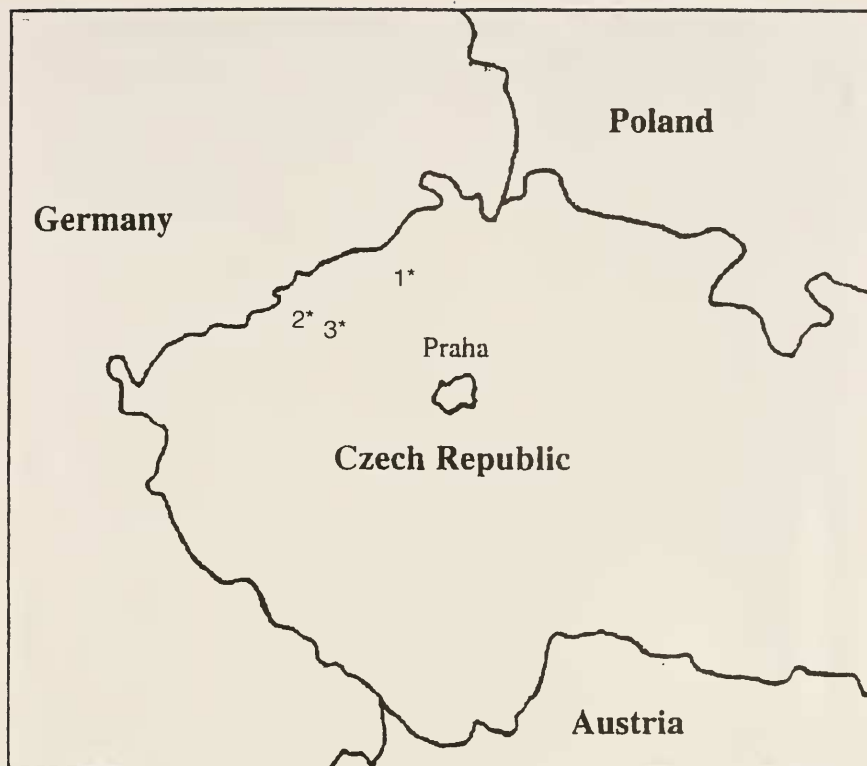 Poland
Germany
1*
2*
3*
Praha
Czech Republic
Austria